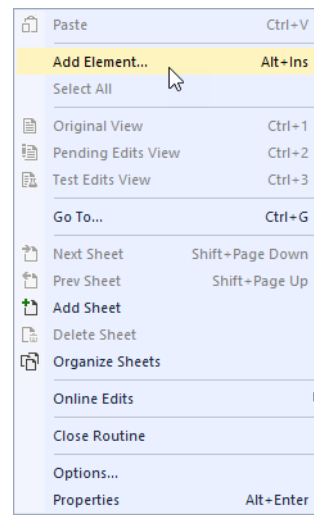 Paste Ctrl+V
Add Element... Alt+Ins
Select All
Original View Ctrl+1
Pending Edits View Ctrl+2
Test Edits View Ctrl+3
Go To... Ctrl+G
Next Sheet Shift+Page Down
Prev Sheet Shift+Page Up
Add Sheet
Delete Sheet
Organize Sheets
Online Edits
Close Routine
Options...
Properties Alt+Enter